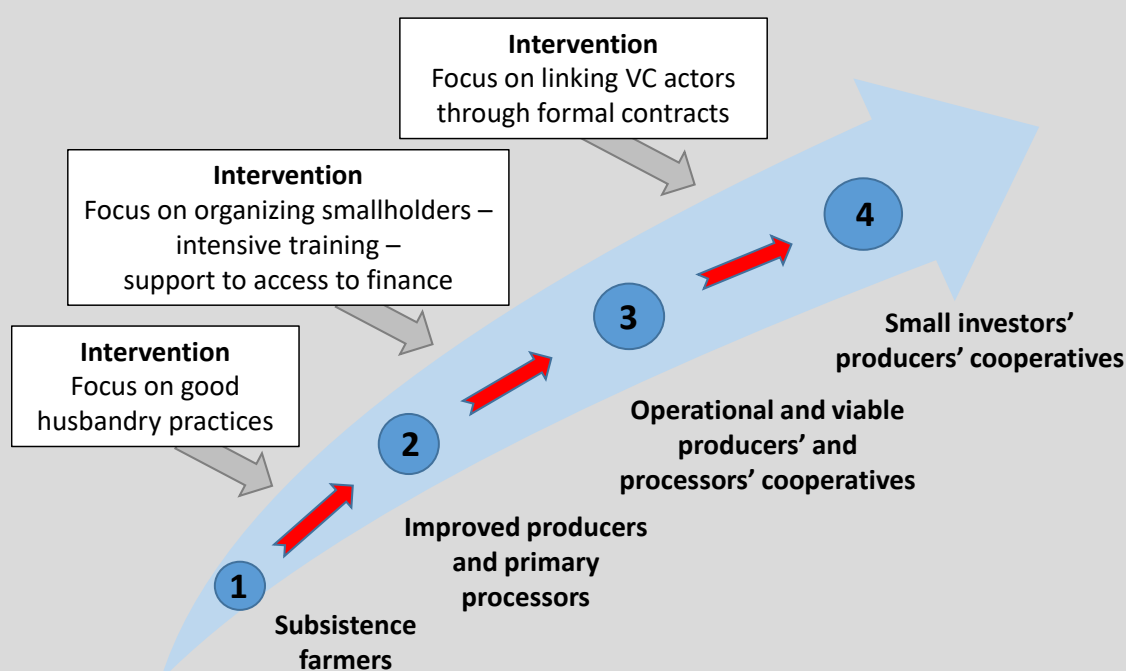 Intervention
Focus on linking VC actors
through formal contracts
Intervention
Focus on organizing smallholders –
intensive training –
support to access to finance
Intervention
Focus on good
husbandry practices
4
3
2
1
Small investors’
producers’ cooperatives
Operational and viable
producers’ and
processors’ cooperatives
Improved producers
and primary
processors
Subsistence
farmers